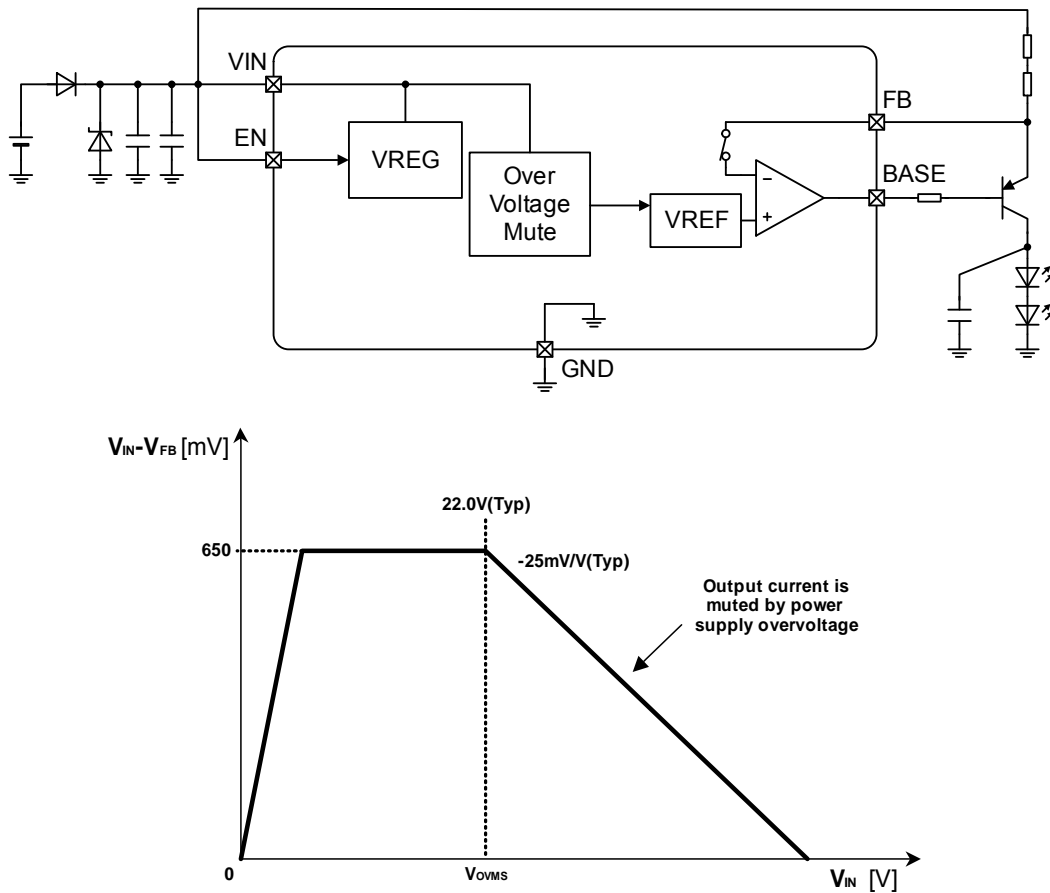 VIN
FB
EN
VREG
BASE
Over
Voltage
Mute
VREF
−
+
GND
VIN-VFB [mV]
22.0V(Typ)
650
-25mV/V(Typ)
Output current is
muted by power
supply overvoltage
0
VOVMS
VIN [V]